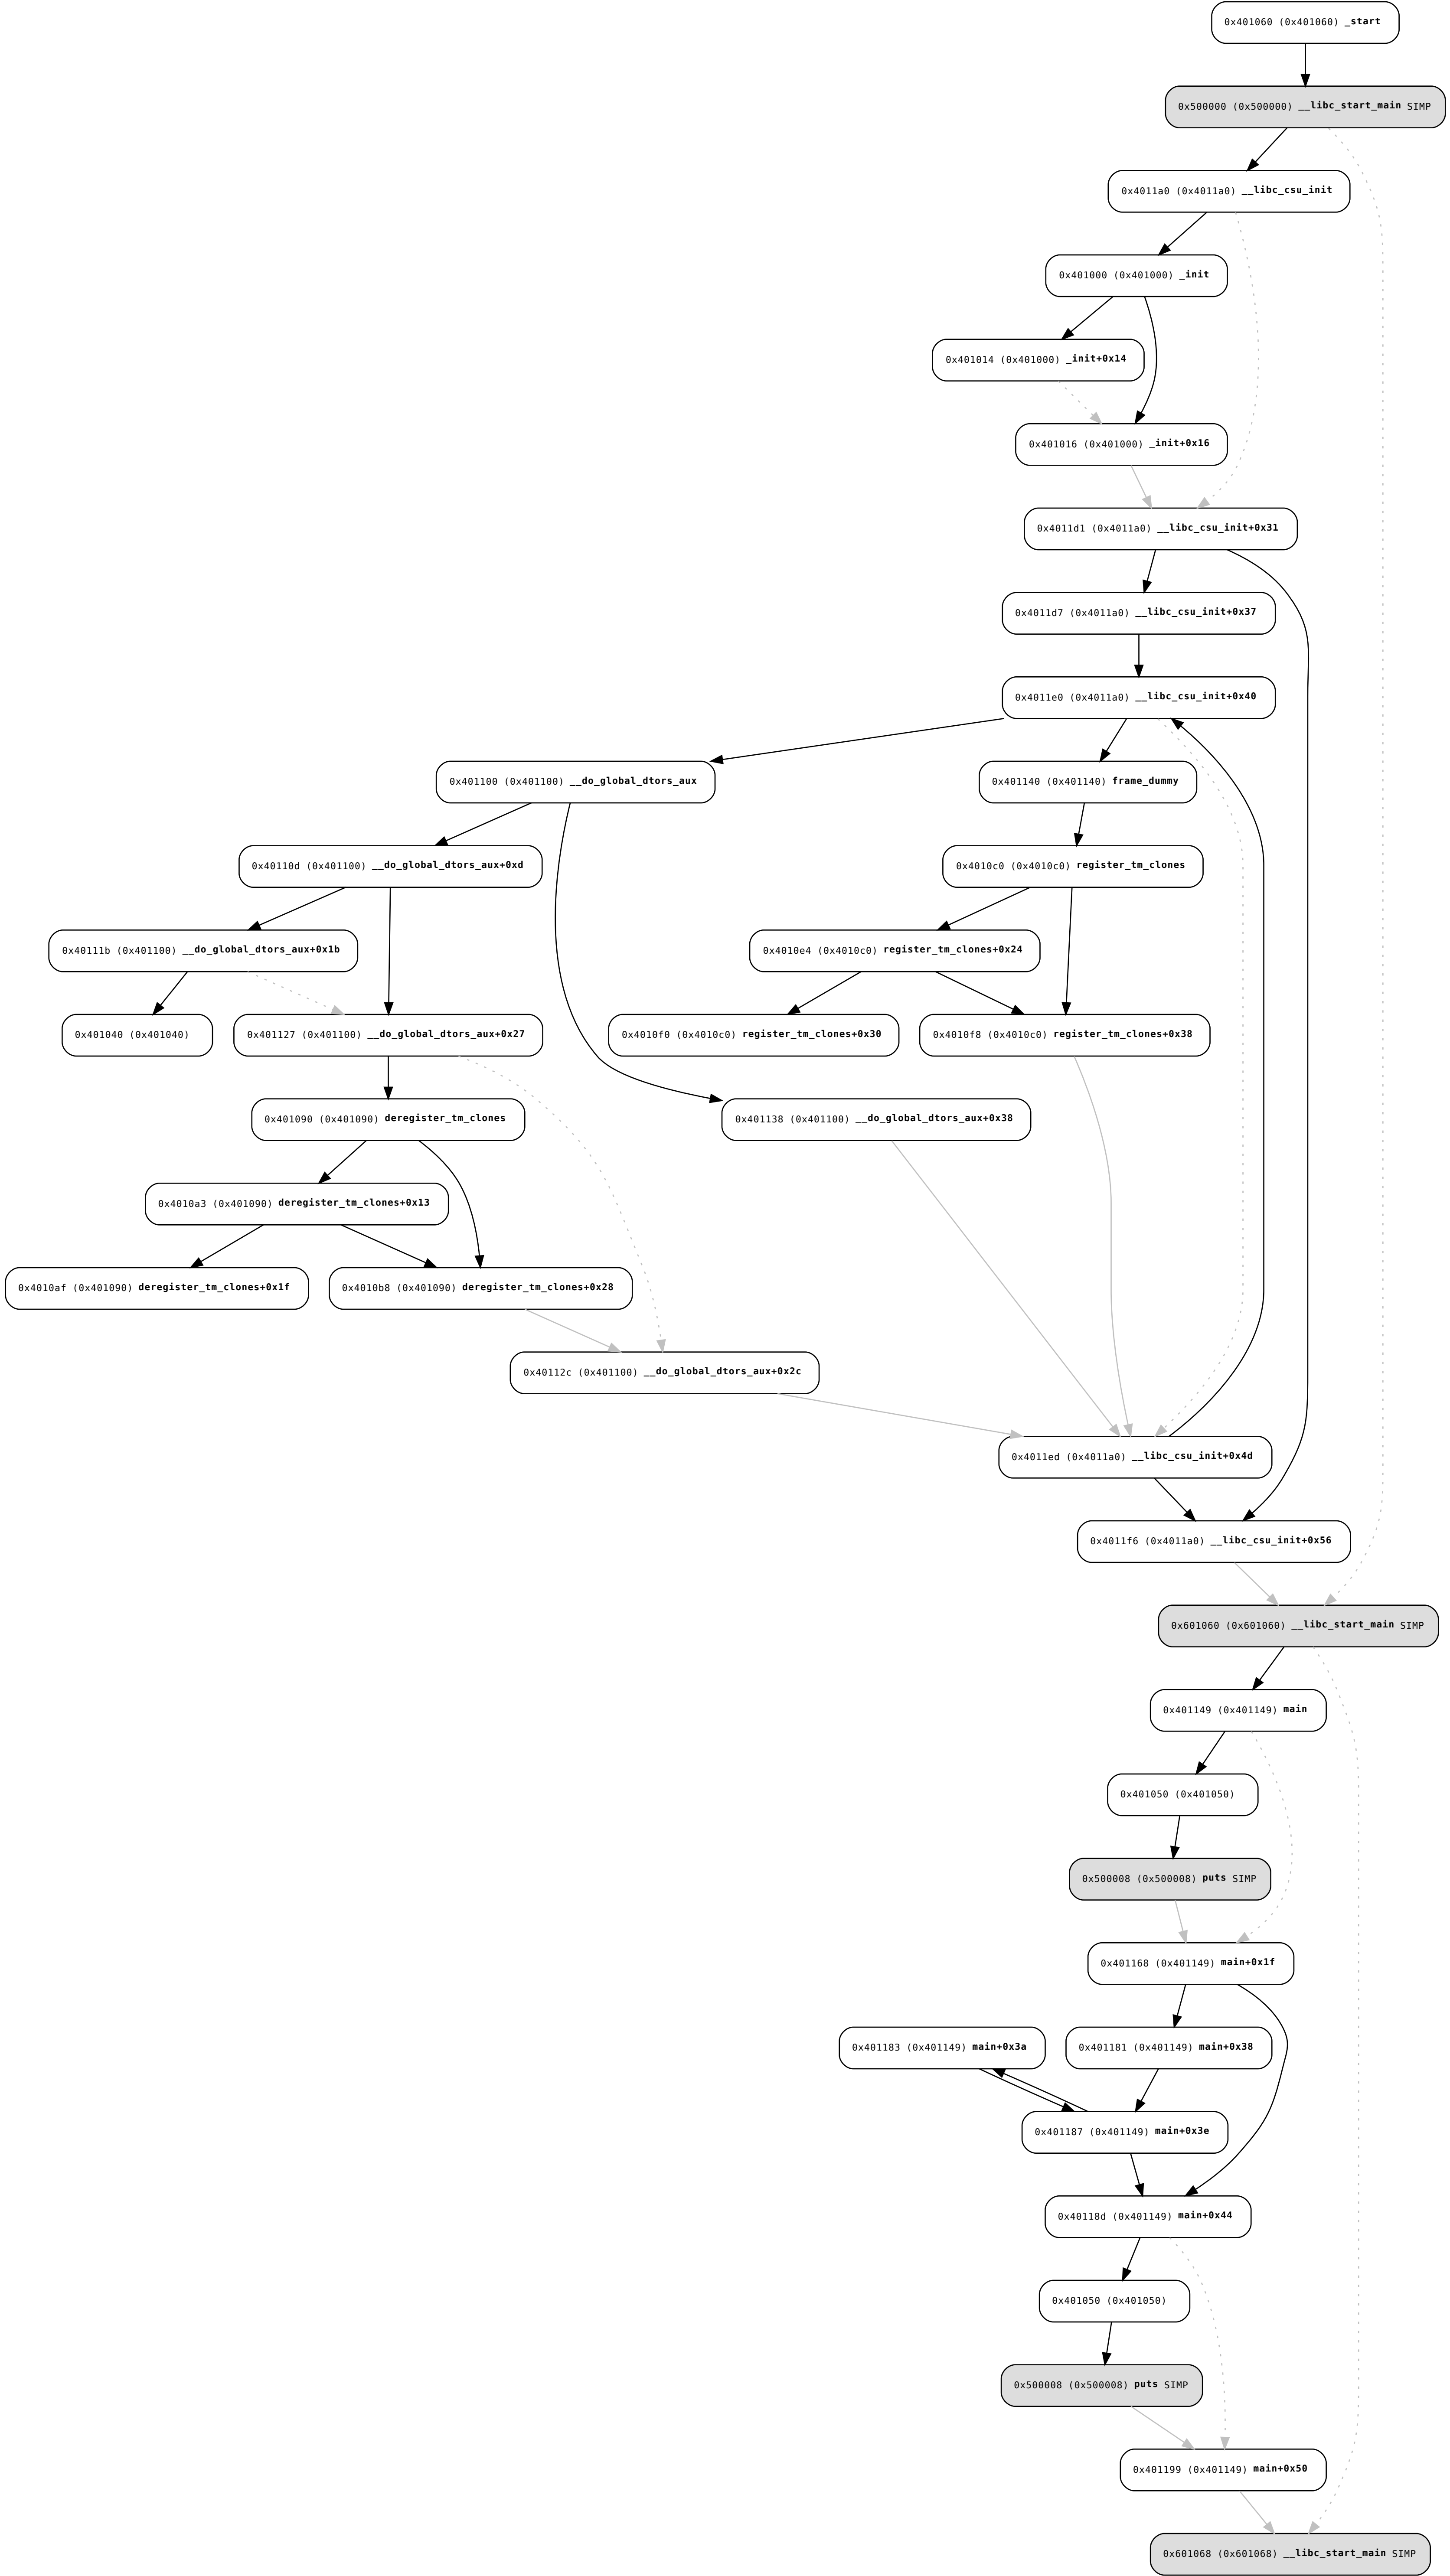 0x401060 (0x401060) _start
0x500000 (0x500000) __libc_start_main SIMP
0x4011a0 (0x4011a0) __libc_csu_init
0x401000 (0x401000) _init
0x401014 (0x401000) _init+0x14
0x401016 (0x401000) _init+0x16
0x4011d1 (0x4011a0) __libc_csu_init+0x31
0x4011d7 (0x4011a0) __libc_csu_init+0x37
0x4011e0 (0x4011a0) __libc_csu_init+0x40
0x401100 (0x401100) __do_global_dtors_aux
0x401140 (0x401140) frame_dummy
0x40110d (0x401100) __do_global_dtors_aux+0xd
0x4010c0 (0x4010c0) register_tm_clones
0x40111b (0x401100) __do_global_dtors_aux+0x1b
0x4010e4 (0x4010c0) register_tm_clones+0x24
0x401040 (0x401040)
0x401127 (0x401100) __do_global_dtors_aux+0x27
0x4010f0 (0x4010c0) register_tm_clones+0x30
0x4010f8 (0x4010c0) register_tm_clones+0x38
0x401090 (0x401090) deregister_tm_clones
0x401138 (0x401100) __do_global_dtors_aux+0x38
0x4010a3 (0x401090) deregister_tm_clones+0x13
0x4010af (0x401090) deregister_tm_clones+0x1f
0x4010b8 (0x401090) deregister_tm_clones+0x28
0x40112c (0x401100) __do_global_dtors_aux+0x2c
0x4011ed (0x4011a0) __libc_csu_init+0x4d
0x4011f6 (0x4011a0) __libc_csu_init+0x56
0x601060 (0x601060) __libc_start_main SIMP
0x401149 (0x401149) main
0x401050 (0x401050)
0x500008 (0x500008) puts SIMP
0x401168 (0x401149) main+0x1f
0x401183 (0x401149) main+0x3a
0x401181 (0x401149) main+0x38
0x401187 (0x401149) main+0x3e
0x40118d (0x401149) main+0x44
0x401050 (0x401050)
0x500008 (0x500008) puts SIMP
0x401199 (0x401149) main+0x50
0x601068 (0x601068) __libc_start_main SIMP